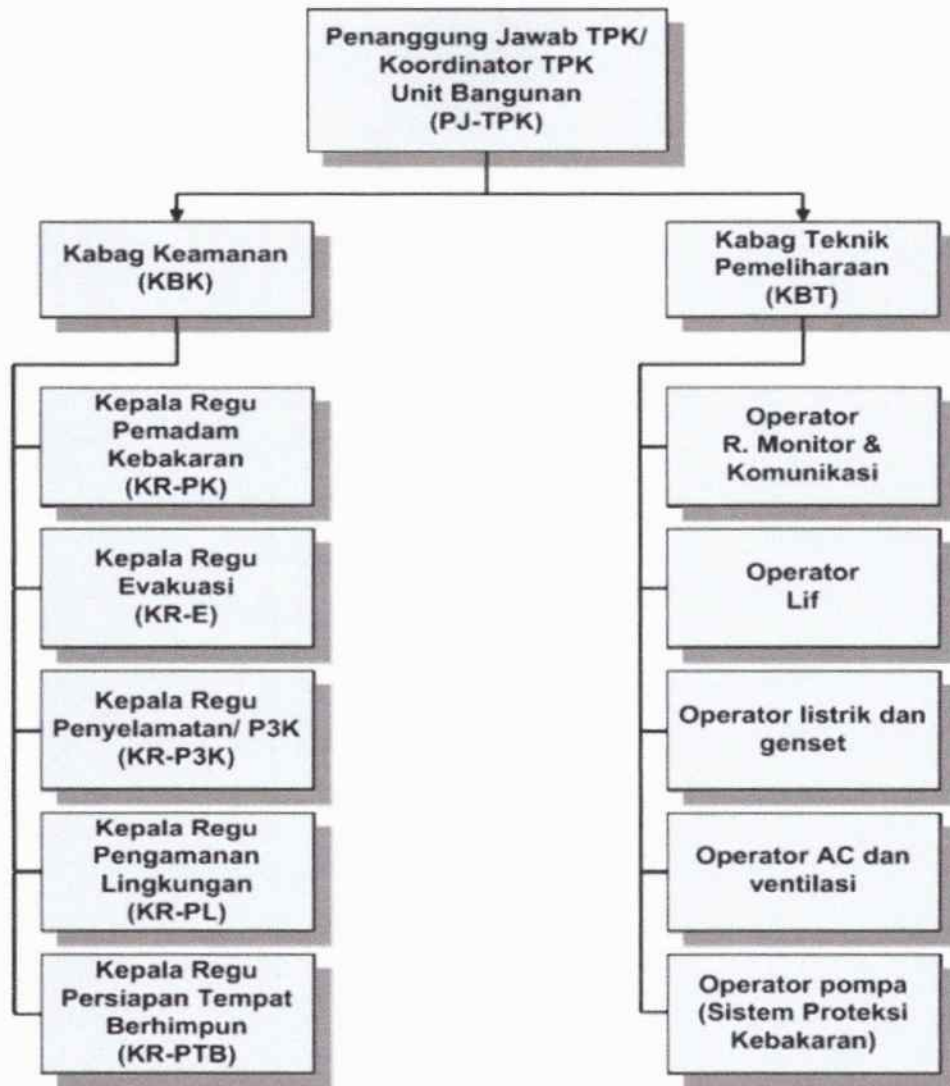 Penanggung Jawab TPK/
Koordinator TPK
Unit Bangunan
(PJ-TPK)
Kabag Keamanan
(KBK)
Kepala Regu
Pemadam
Kebakaran
(KR-PK)
Kepala Regu
Evakuasi
(KR-E)
Kepala Regu
Penyelamatan/ P3K
(KR-P3K)
Kepala Regu
Pengamanan
Lingkungan
(KR-PL)
Kepala Regu
Persiapan Tempat
Berhimpun
(KR-PTB)
Kabag Teknik
Pemeliharaan
(KBT)
Operator
R. Monitor &
Komunikasi
Operator
Lif
Operator listrik dan
genset
Operator AC dan
ventilasi
Operator pompa
(Sistem Proteksi
Kebakaran)